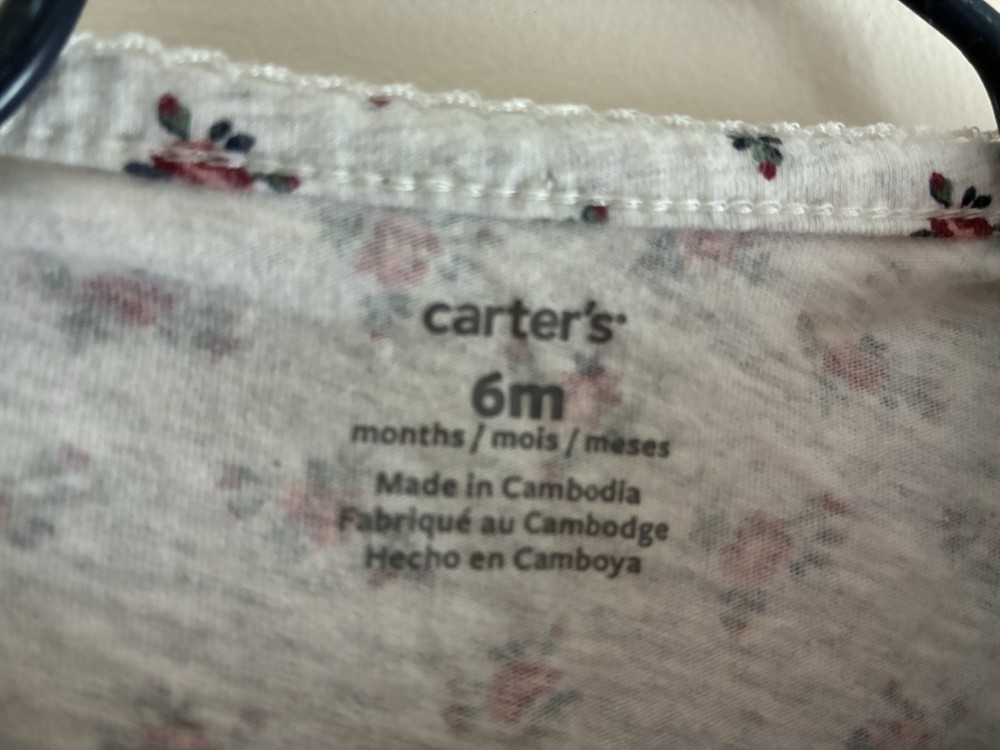 carter's
6m
months / mois / meses
Made in Cambodia
Fabriqué au Cambodge
Hecho en Camboya